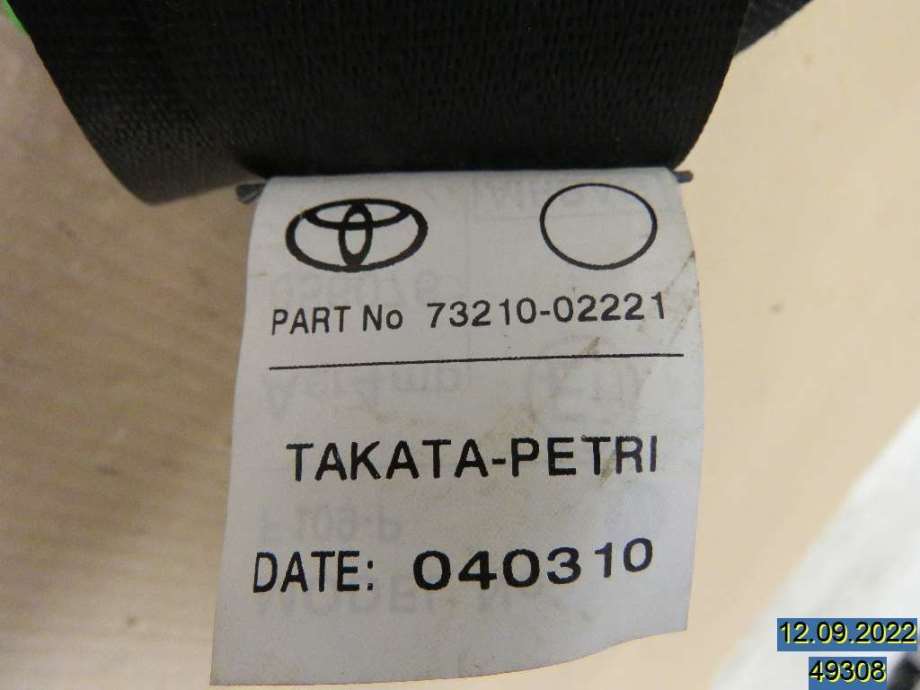 PART No 73210-02221
TAKATA-PETRI
DATE: 040310
12.09.2022
49308